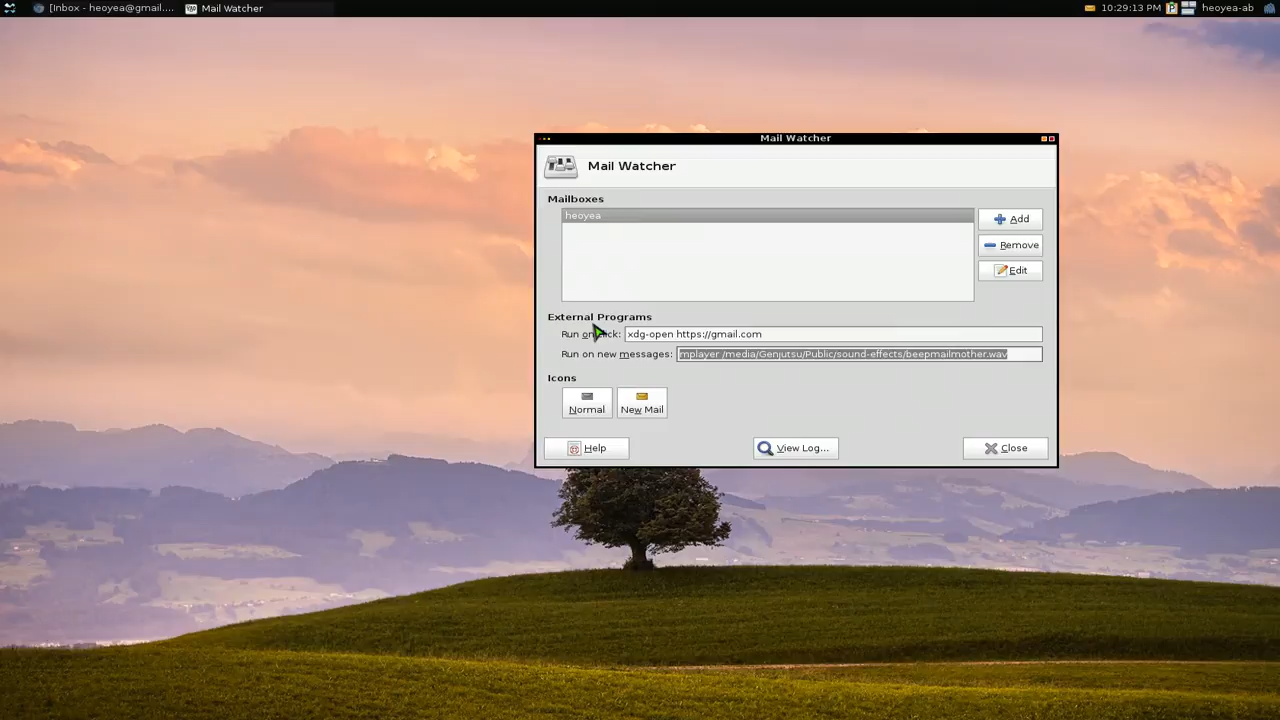 [Inbox - heoyea@gmail.... Mail Watcher 10:29:13 PM heoyea-ab
Mail Watcher
Mail Watcher
Mailboxes
heoyea
Add
Remove
Edit
External Programs
Run on click: xdg-open https://gmail.com
Run on new messages: mplayer /media/Genjutsu/Public/sound-effects/beepmailmother.wav
Icons
Normal New Mail
Help View Log... Close